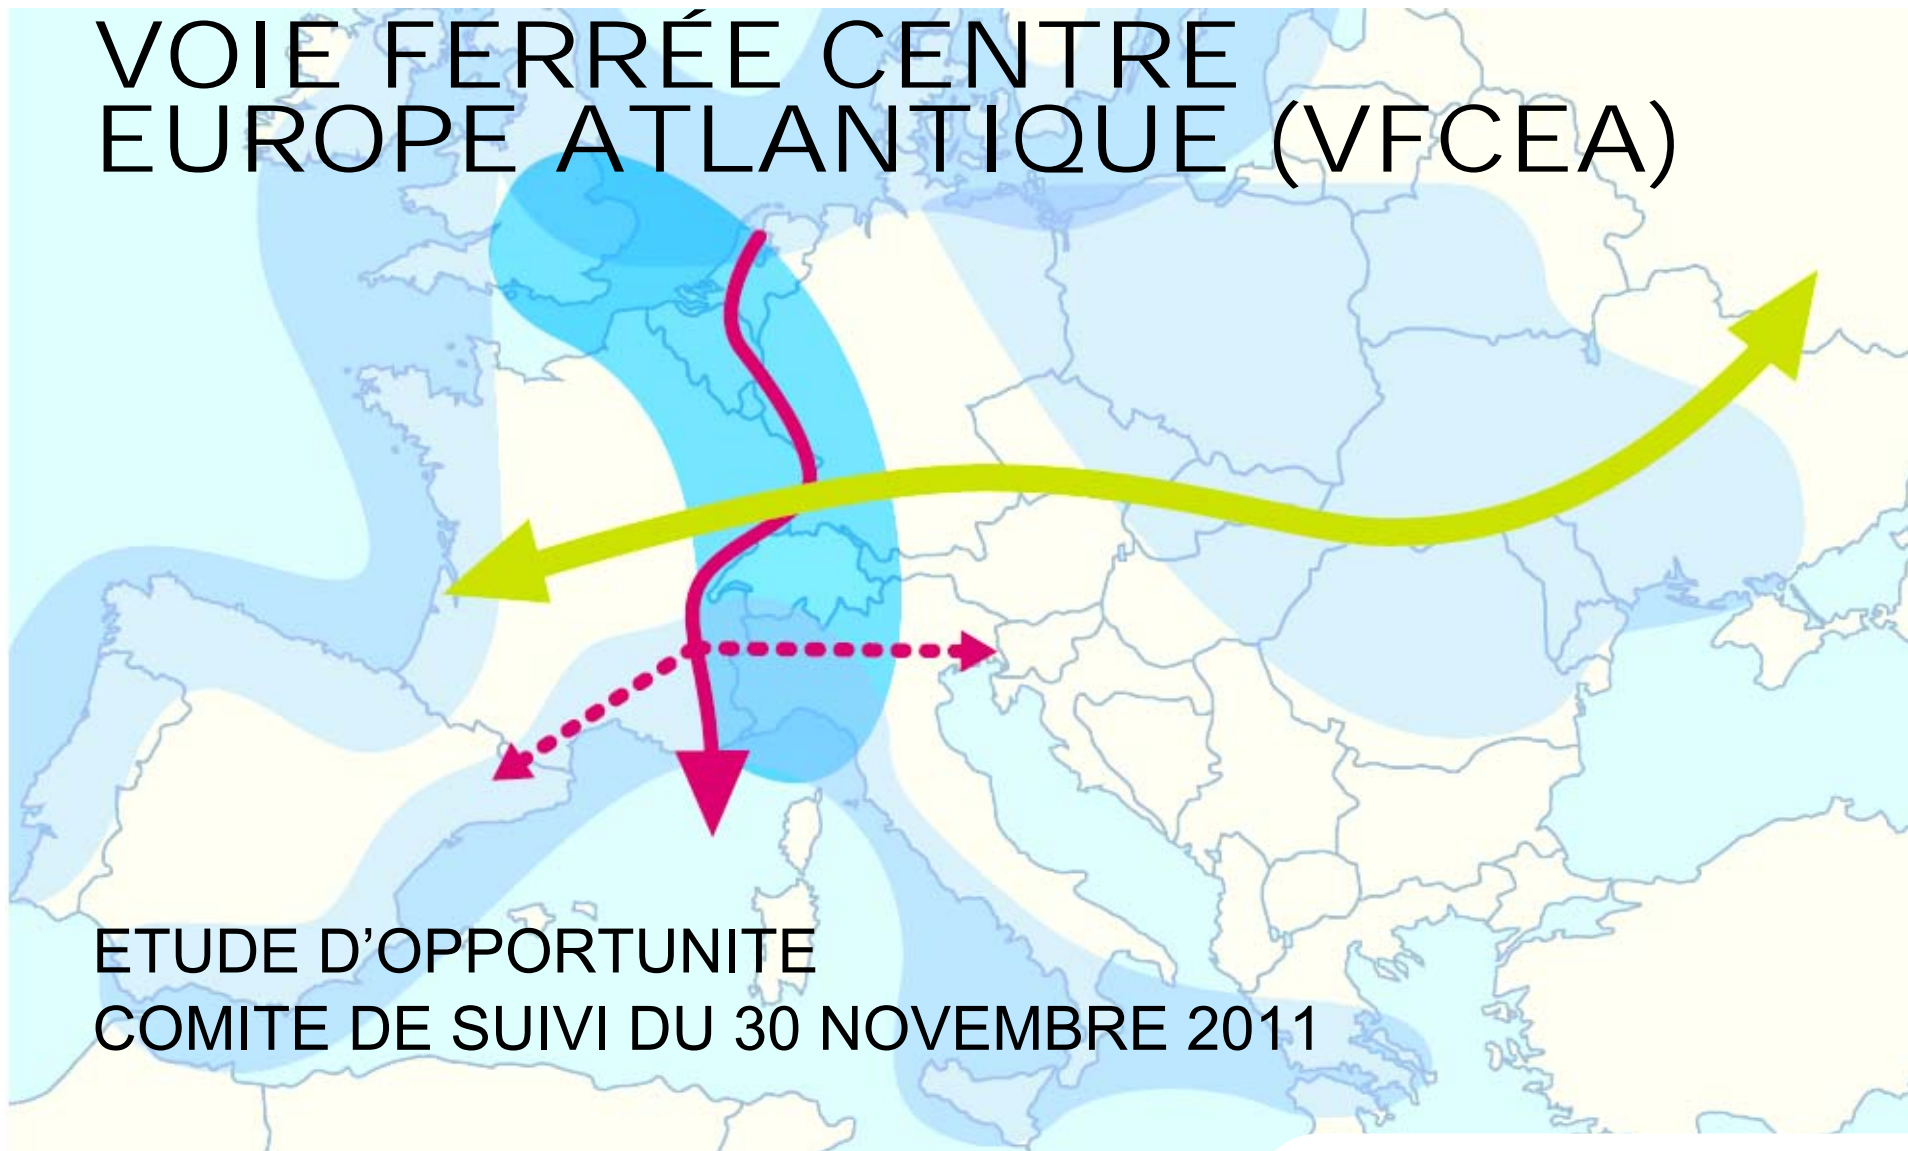 VOIE FERRÉE CENTRE
EUROPE ATLANTIQUE (VFCEA)
ETUDE D’OPPORTUNITE
COMITE DE SUIVI DU 30 NOVEMBRE 2011